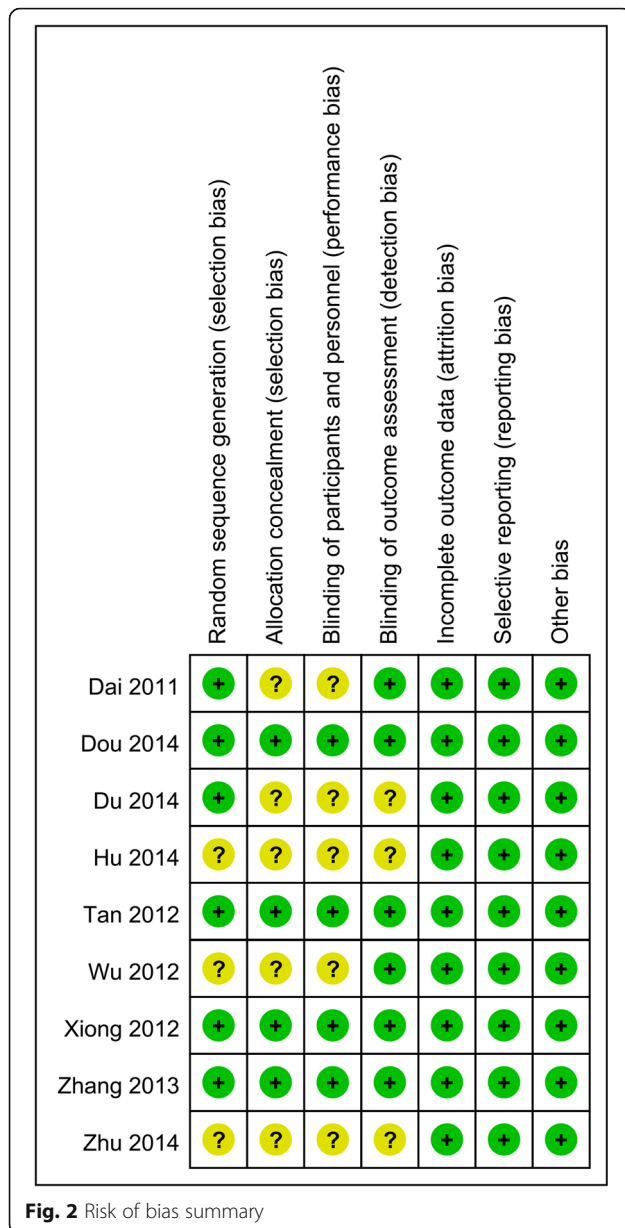 Random sequence generation (selection bias)
Allocation concealment (selection bias)
Blinding of participants and personnel (performance bias)
Blinding of outcome assessment (detection bias)
Incomplete outcome data (attrition bias)
Selective reporting (reporting bias)
Other bias
Dai 2011 + ? ? + + + +
Dou 2014 + + + + + + +
Du 2014 + ? ? ? + + +
Hu 2014 ? ? ? ? + + +
Tan 2012 + + + + + + +
Wu 2012 ? ? ? + + + +
Xiong 2012 + + + + + + +
Zhang 2013 + + + + + + +
Zhu 2014 ? ? ? ? + + +
Fig. 2 Risk of bias summary